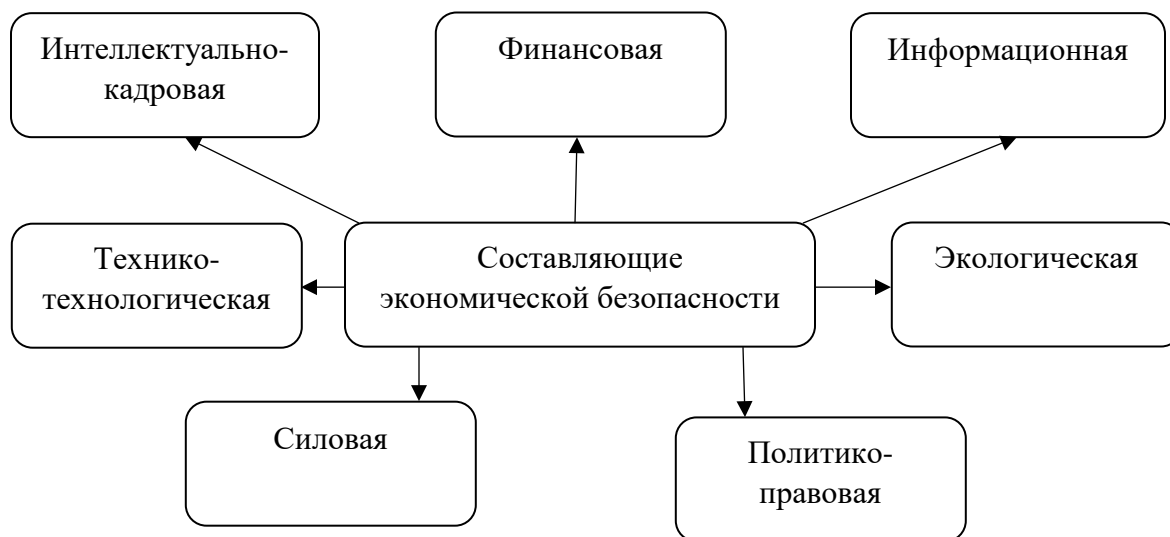 Интеллектуально-
кадровая
Финансовая
Информационная
Технико-
технологическая
Составляющие
экономической безопасности
Экологическая
Силовая
Политико-
правовая